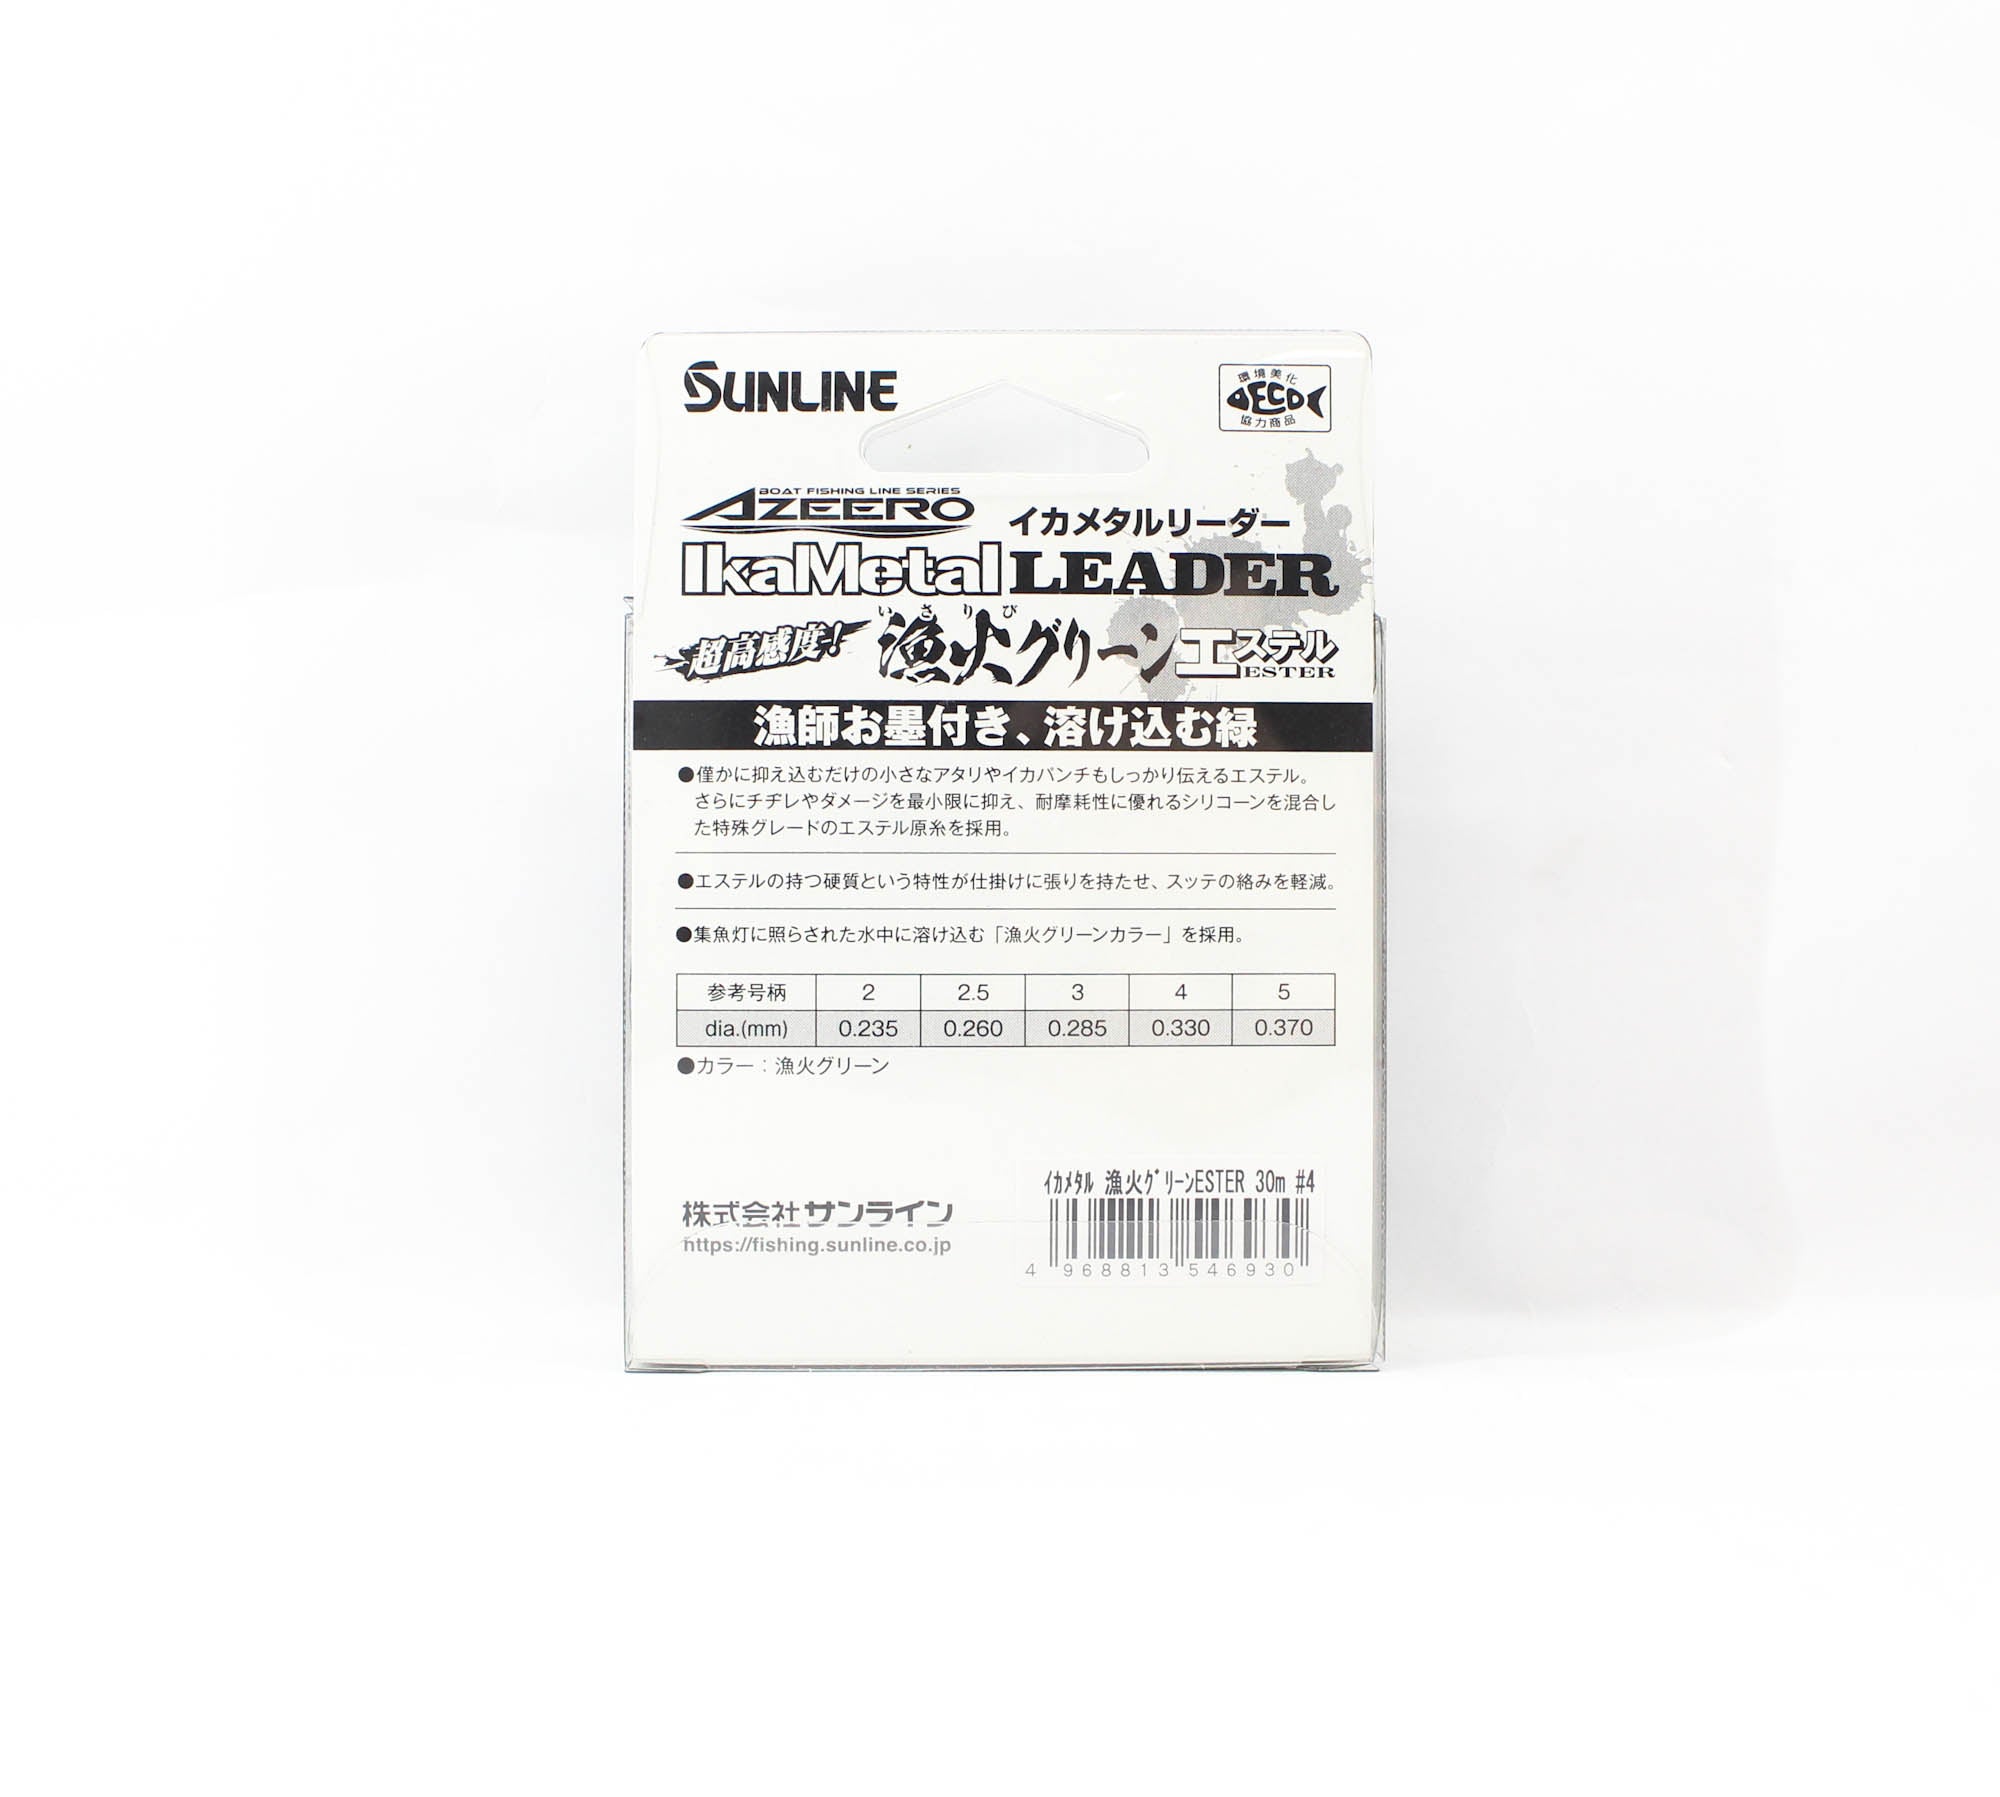 SUNLINE
環境美化
ECO
協力商品
BOAT FISHING LINE SERIES
AZEERO イカメタルリーダー
IkaMetal LEADER
いさりび
超高感度! 漁火グリーンエステル
ESTER
漁師お墨付き、溶け込む緑
●僅かに抑え込むだけの小さなアタリやイカパンチもしっかり伝えるエステル。
さらにチヂレやダメージを最小限に抑え、耐摩耗性に優れるシリコーンを混合し
た特殊グレードのエステル原糸を採用。
●エステルの持つ硬質という特性が仕掛けに張りを持たせ、スッテの絡みを軽減。
●集魚灯に照らされた水中に溶け込む「漁火グリーンカラー」を採用。
参考号柄 2 2.5 3 4 5
dia.(mm) 0.235 0.260 0.285 0.330 0.370
●カラー:漁火グリーン
ｲｶﾒﾀﾙ 漁火ｸﾞﾘｰﾝESTER 30m #4
株式会社サンライン
https://fishing.sunline.co.jp
4 968813 546930